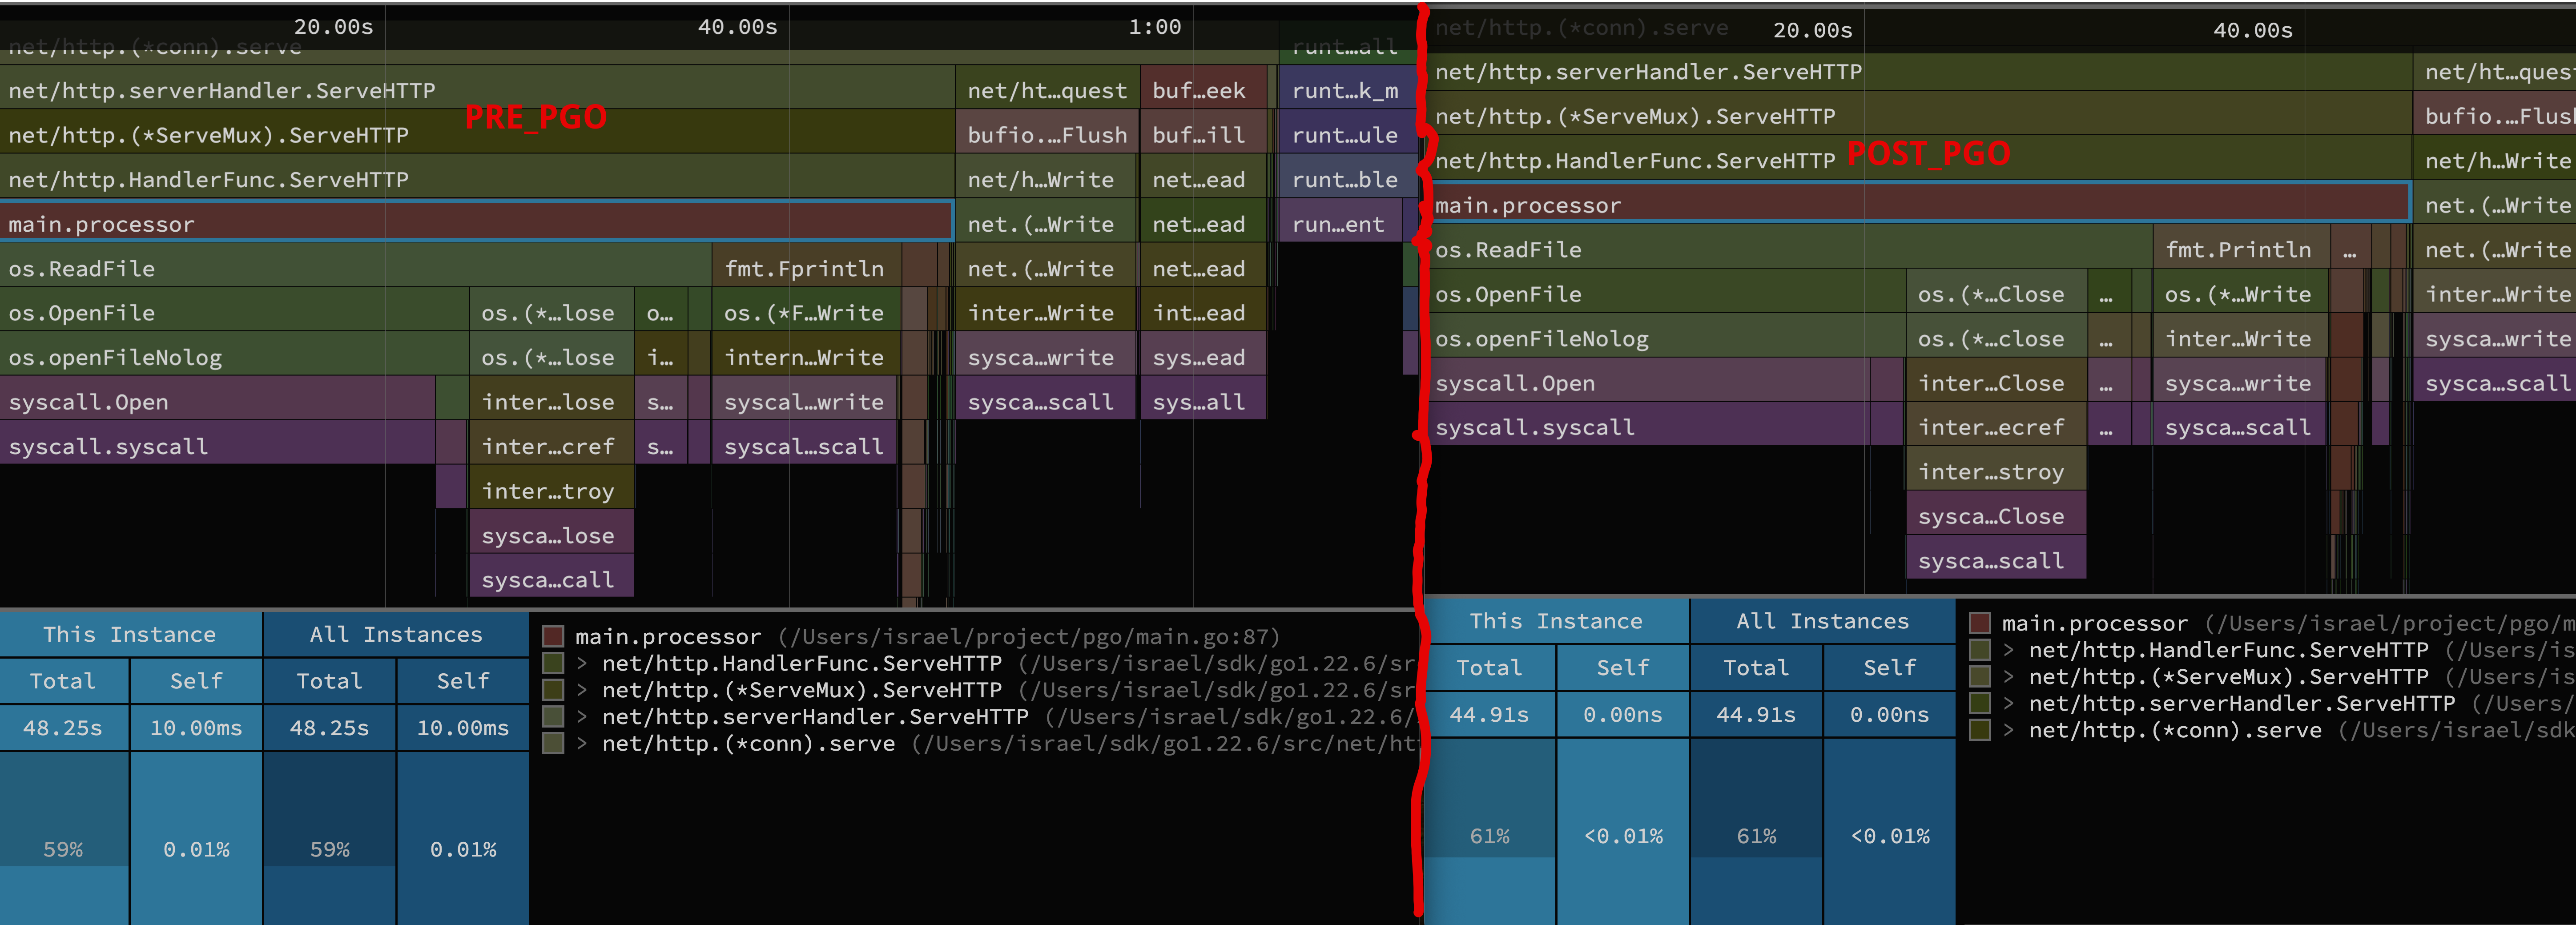 20.00s 40.00s 1:00
net/http.(*conn).serve runt…all
net/http.serverHandler.ServeHTTP net/ht…quest buf…eek runt…k_m
PRE_PGO
net/http.(*ServeMux).ServeHTTP bufio.…Flush buf…ill runt…ule
net/http.HandlerFunc.ServeHTTP net/h…Write net…ead runt…ble
main.processor net.(…Write net…ead run…ent
os.ReadFile fmt.Fprintln net.(…Write net…ead
os.OpenFile os.(*…lose o… os.(*F…Write inter…Write int…ead
os.openFileNolog os.(*…lose i… intern…Write sysca…write sys…ead
syscall.Open inter…lose s… syscal…write sysca…scall sys…all
syscall.syscall inter…cref s… syscal…scall
inter…troy
sysca…lose
sysca…call
This Instance All Instances
Total Self Total Self
48.25s 10.00ms 48.25s 10.00ms
59% 0.01% 59% 0.01%
main.processor (/Users/israel/project/pgo/main.go:87)
> net/http.HandlerFunc.ServeHTTP (/Users/israel/sdk/go1.22.6/sr
> net/http.(*ServeMux).ServeHTTP (/Users/israel/sdk/go1.22.6/sr
> net/http.serverHandler.ServeHTTP (/Users/israel/sdk/go1.22.6/
> net/http.(*conn).serve (/Users/israel/sdk/go1.22.6/src/net/ht
net/http.(*conn).serve 20.00s 40.00s
net/http.serverHandler.ServeHTTP net/ht…ques
net/http.(*ServeMux).ServeHTTP bufio.…Flus
POST_PGO
net/http.HandlerFunc.ServeHTTP net/h…Write
main.processor net.(…Write
os.ReadFile fmt.Println … net.(…Write
os.OpenFile os.(*…Close … os.(*…Write inter…Write
os.openFileNolog os.(*…close … inter…Write sysca…write
syscall.Open inter…Close … sysca…write sysca…scall
syscall.syscall inter…ecref … sysca…scall
inter…stroy
sysca…Close
sysca…scall
This Instance All Instances
Total Self Total Self
44.91s 0.00ns 44.91s 0.00ns
61% <0.01% 61% <0.01%
main.processor (/Users/israel/project/pgo/m
> net/http.HandlerFunc.ServeHTTP (/Users/is
> net/http.(*ServeMux).ServeHTTP (/Users/is
> net/http.serverHandler.ServeHTTP (/Users/
> net/http.(*conn).serve (/Users/israel/sdk